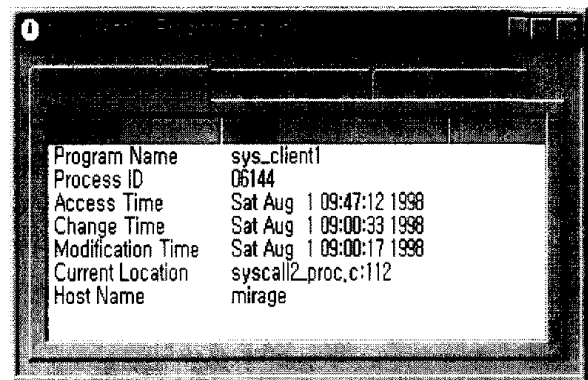 Program Name sys_client1
Process ID 06144
Access Time Sat Aug 1 09:47:12 1998
Change Time Sat Aug 1 09:00:33 1998
Modification Time Sat Aug 1 09:00:17 1998
Current Location syscall2_proc.c:112
Host Name mirage